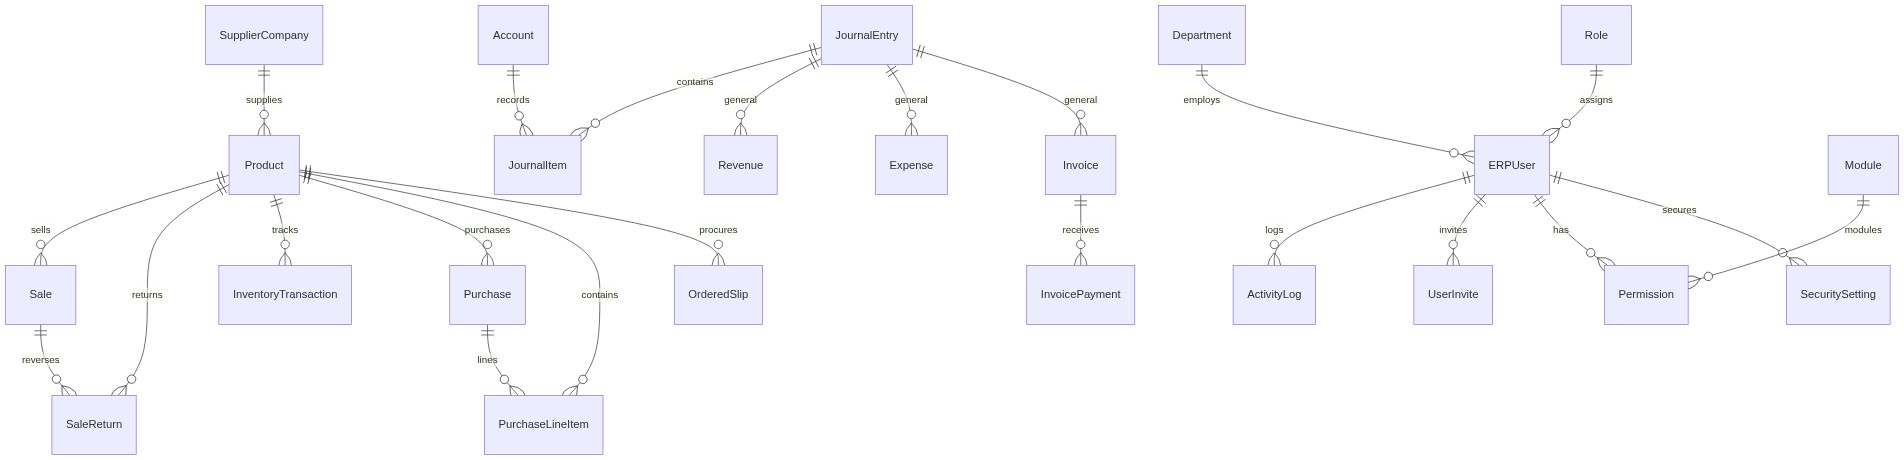 SupplierCompany
Account
JournalEntry
Department
Role
contains
supplies
records
general
general
general
employs
assigns
Product
JournalItem
Revenue
Expense
Invoice
ERPUser
Module
secures
sells
tracks
purchases
procures
receives
logs
invites
has
modules
Sale
returns
InventoryTransaction
Purchase
contains
OrderedSlip
InvoicePayment
ActivityLog
UserInvite
Permission
SecuritySetting
reverses
lines
SaleReturn
PurchaseLineItem